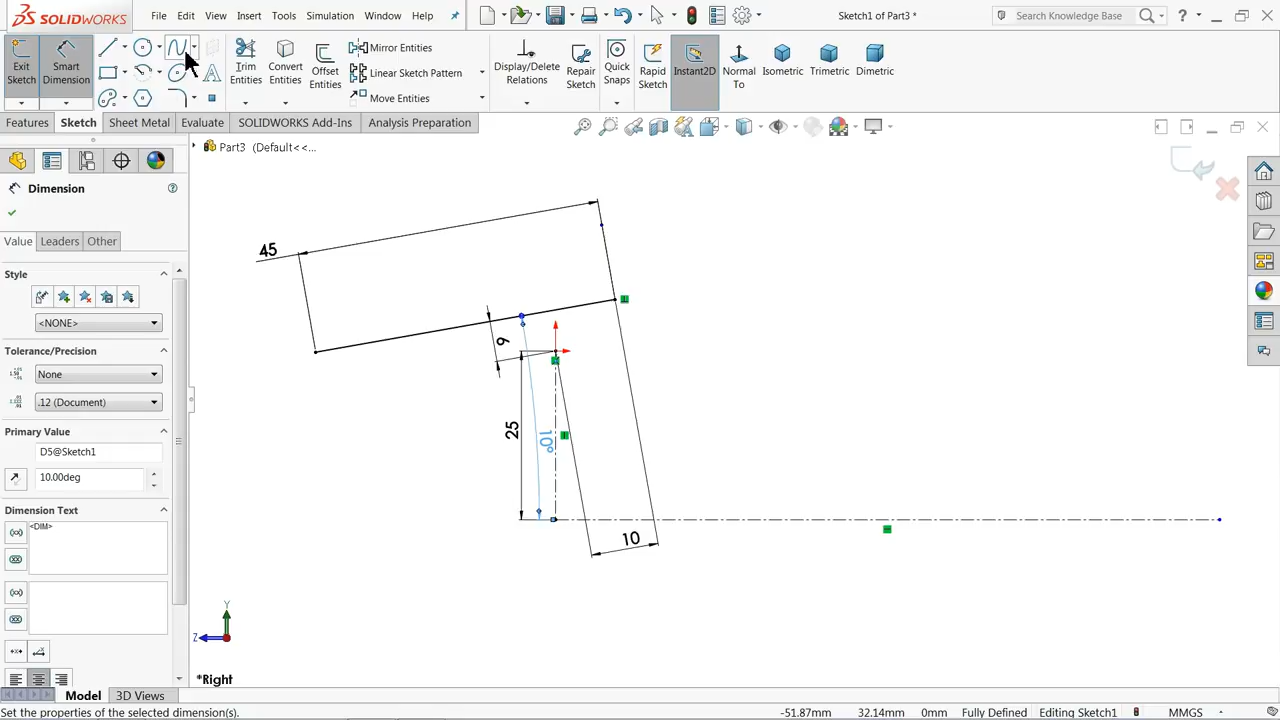 SOLIDWORKS
File Edit View Insert Tools Simulation Window Help
Sketch1 of Part3 *
Search Knowledge Base
?
Exit Sketch
Smart Dimension
Trim Entities
Convert Entities
Offset Entities
Mirror Entities
Linear Sketch Pattern
Move Entities
Display/Delete Relations
Repair Sketch
Quick Snaps
Rapid Sketch
Instant2D
Normal To
Isometric
Trimetric
Dimetric
Features Sketch Sheet Metal Evaluate SOLIDWORKS Add-Ins Analysis Preparation
Part3 (Default<<...
Dimension
Value Leaders Other
Style
<NONE>
Tolerance/Precision
None
.12 (Document)
Primary Value
D5@Sketch1
10.00deg
Dimension Text
<DIM>
45
9
25
10°
10
Y
Z
*Right
Model 3D Views
Set the properties of the selected dimension(s).
-51.87mm 32.14mm 0mm Fully Defined Editing Sketch1 MMGS